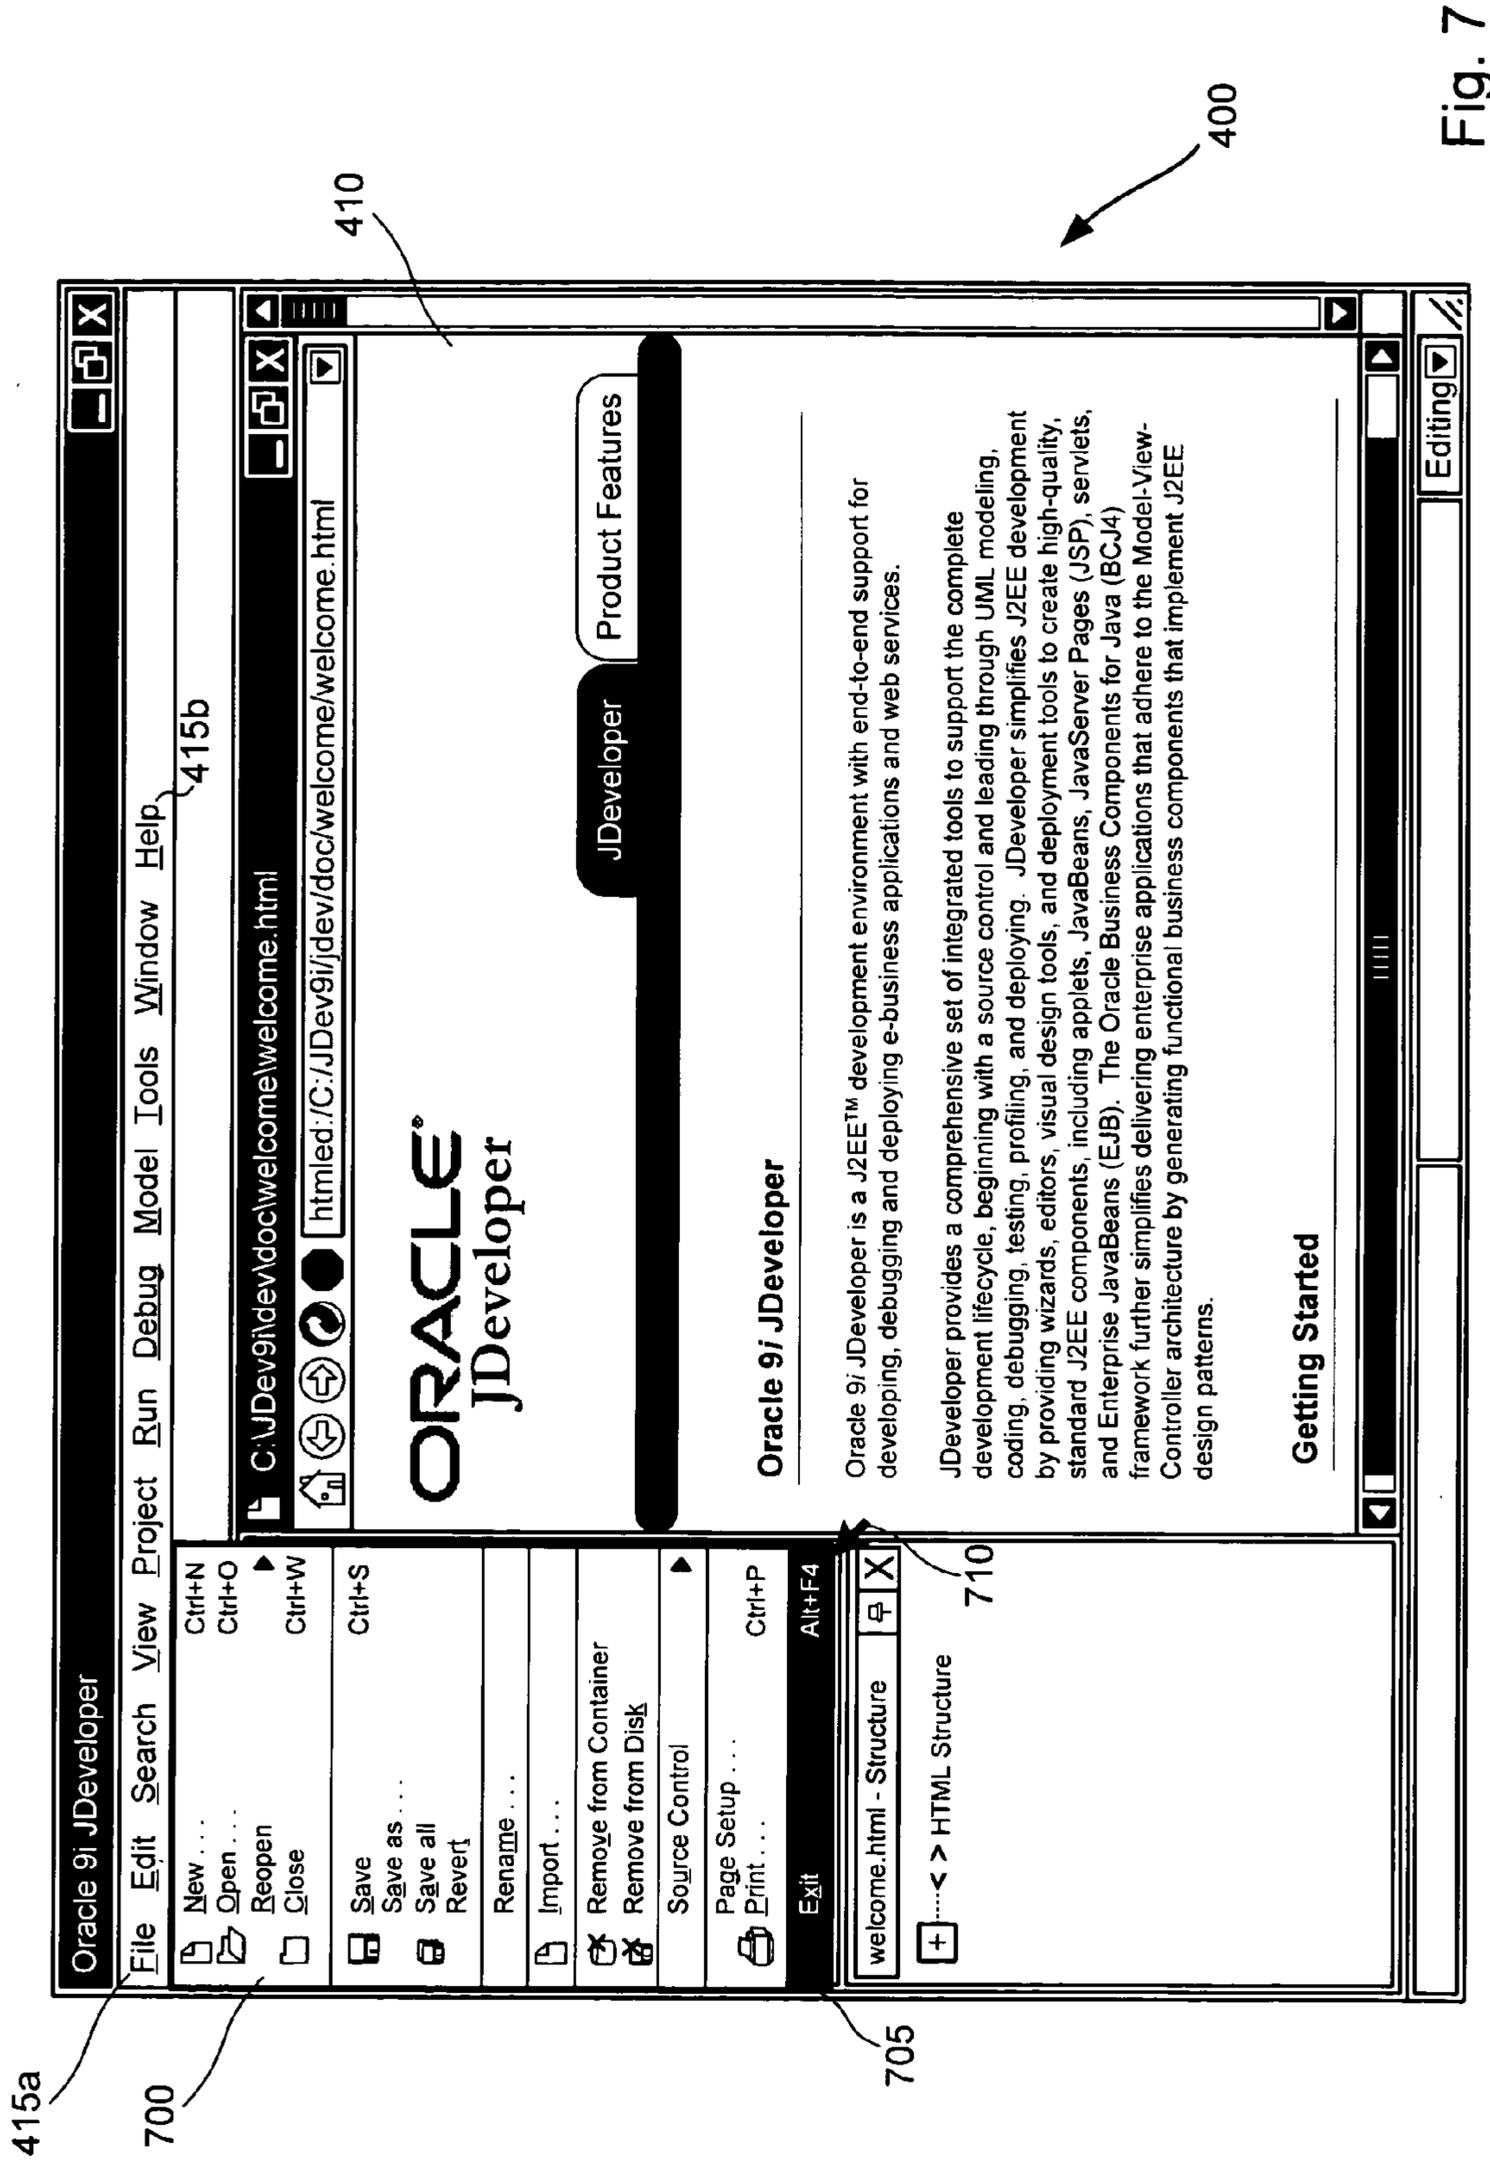 Oracle 9i JDeveloper
File Edit Search View Project Run Debug Model Tools Window Help
415a
415b
700
New . . . Ctrl+N
Open . . . Ctrl+O
Reopen
Close Ctrl+W
Save Ctrl+S
Save as . . . .
Save all
Revert
Rename . . .
Import . . .
Remove from Container
Remove from Disk
Source Control
Page Setup . . . .
Print . . . Ctrl+P
Exit Alt+F4
705
710
welcome.html - Structure X
+ ----< > HTML Structure
C:\JDev9i\dev\doc\welcome\welcome.html
htmled:/C:/JDev9i/jdev/doc/welcome/welcome.html
410
ORACLE®
JDeveloper
JDeveloper Product Features
Oracle 9i JDeveloper
Oracle 9i JDeveloper is a J2EE™ development environment with end-to-end support for
developing, debugging and deploying e-business applications and web services.
JDeveloper provides a comprehensive set of integrated tools to support the complete
development lifecycle, beginning with a source control and leading through UML modeling,
coding, debugging, testing, profiling, and deploying. JDeveloper simplifies J2EE development
by providing wizards, editors, visual design tools, and deployment tools to create high-quality,
standard J2EE components, including applets, JavaBeans, JavaServer Pages (JSP), servlets,
and Enterprise JavaBeans (EJB). The Oracle Business Components for Java (BCJ4)
framework further simplifies delivering enterprise applications that adhere to the Model-View-
Controller architecture by generating functional business components that implement J2EE
design patterns.
Getting Started
Editing
400
Fig. 7